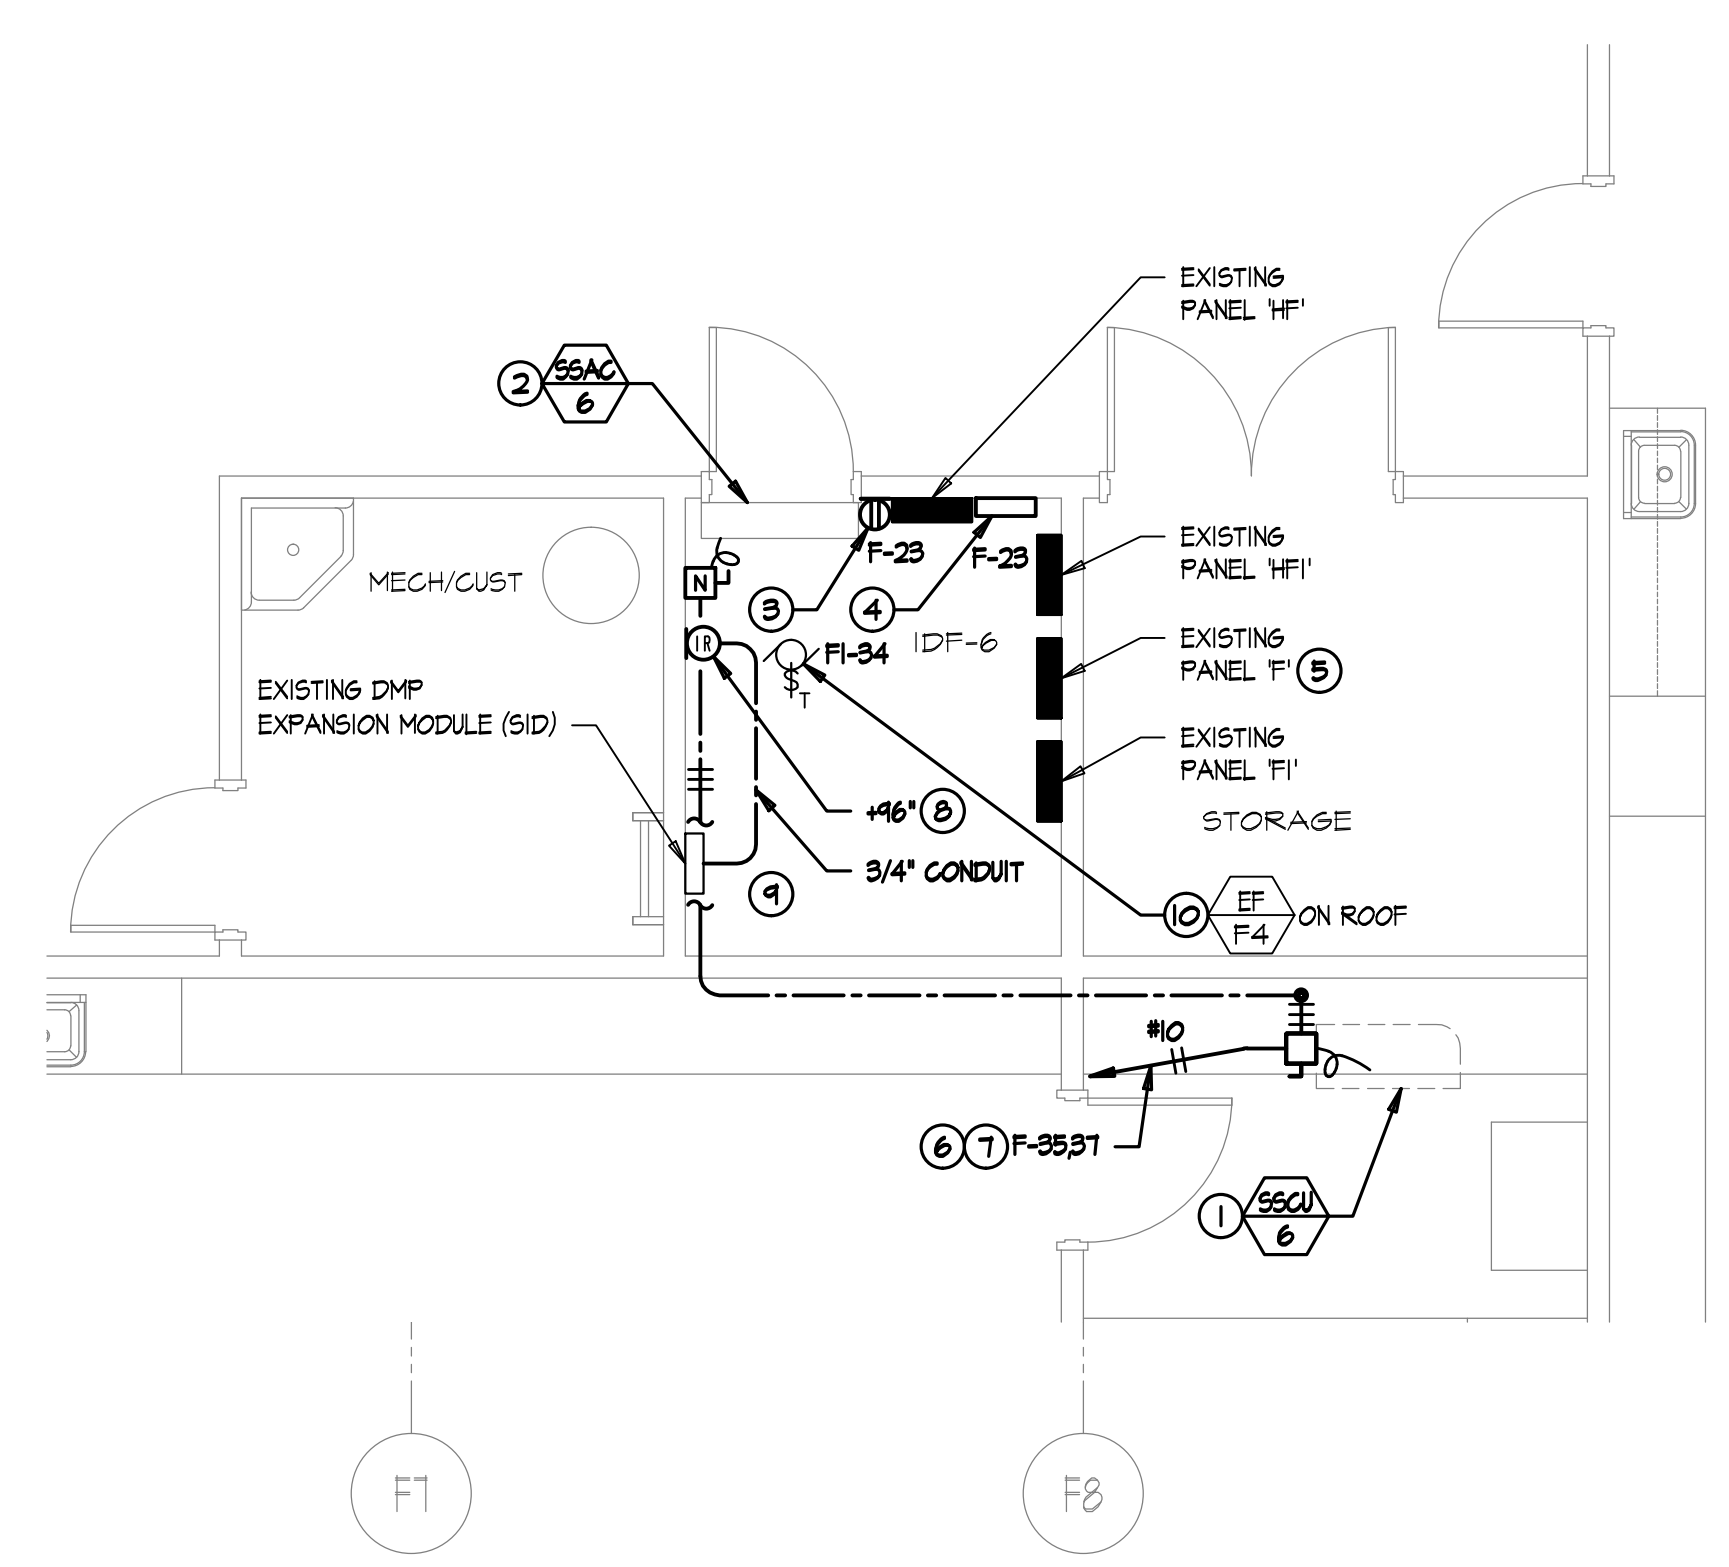 EXISTING
PANEL 'HF'
2
SSAC
6
EXISTING
PANEL 'HF1'
F-23
F-23
MECH/CUST
N
3
4
IDF-6
IR
F1-34
$T
EXISTING
PANEL 'F' 5
EXISTING DMP
EXPANSION MODULE (SID)
EXISTING
PANEL 'F1'
+96" 8
STORAGE
3/4" CONDUIT
9
10
EF
F4
ON ROOF
#10
6 7 F-35,37
1
SSCU
6
F7
F8